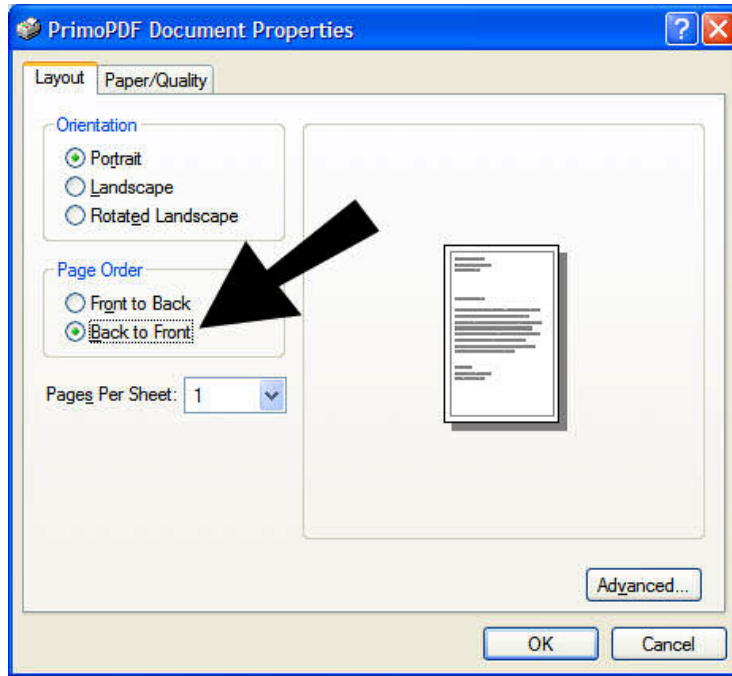 PrimoPDF Document Properties
Layout Paper/Quality
Orientation
Portrait
Landscape
Rotated Landscape
Page Order
Front to Back
Back to Front
Pages Per Sheet: 1
Advanced...
OK Cancel